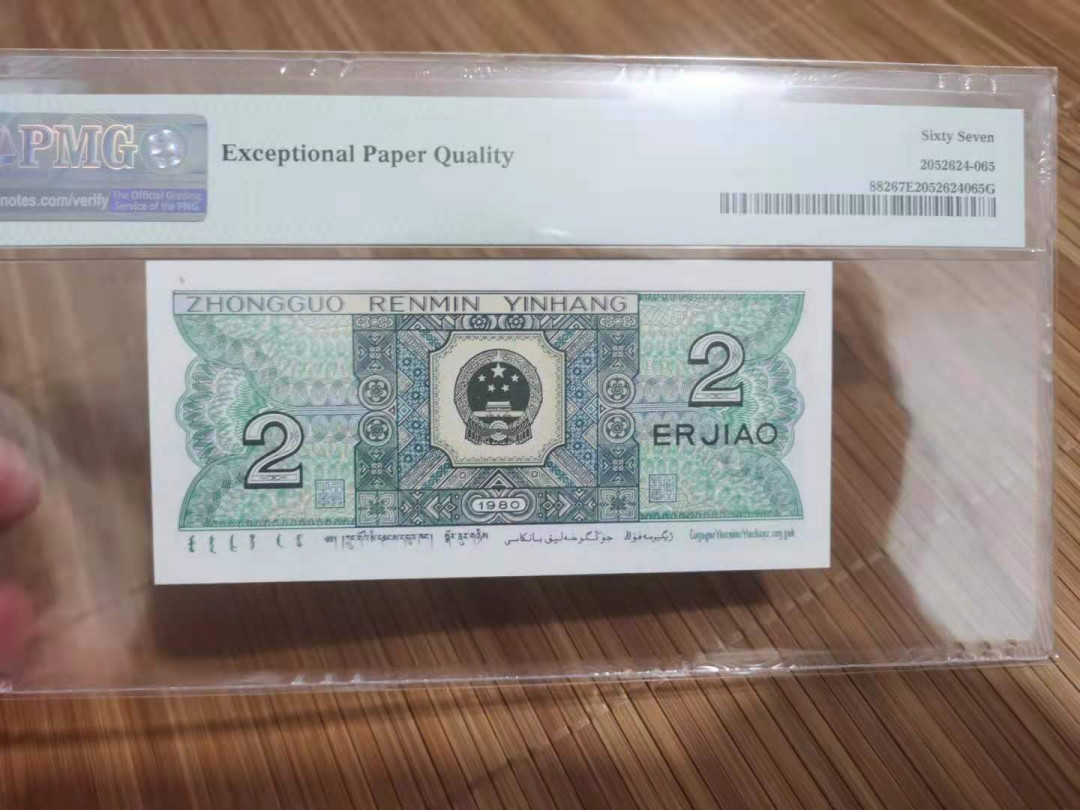 PMG
notes.com/verify
The Official Grading
Service of the PNG
Exceptional Paper Quality
Sixty Seven
2052624-065
88267E2052624065G
ZHONGGUO RENMIN YINHANG
2
2
ERJIAO
1980